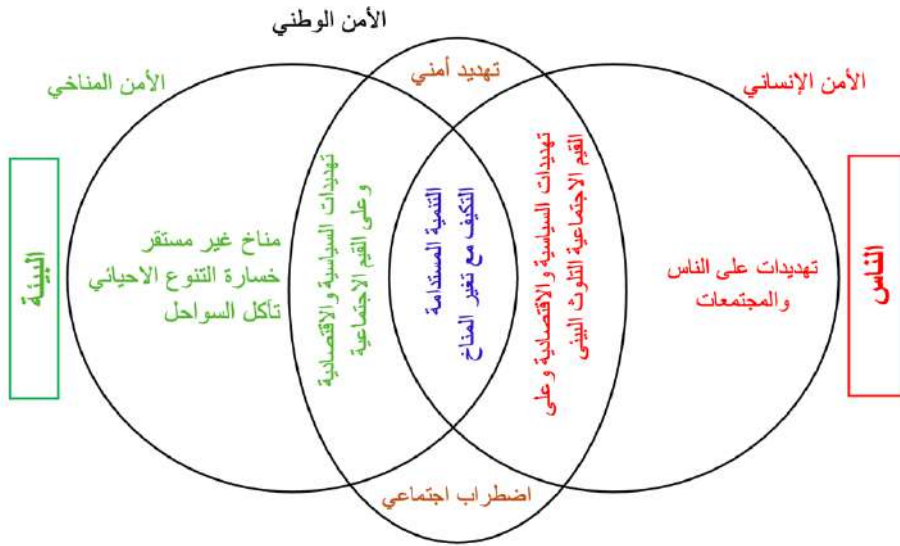 الأمن الوطني
تهديد أمني
الأمن الإنساني
الأمن المناخي
الناس
تهديدات على الناس
والمجتمعات
تهديدات السياسية والاقتصادية وعلى
القيم الاجتماعية التلوث البيئى
التنمية المستدامة
التكيف مع تغير المناخ
تهديدات السياسية والاقتصادية
وعلى القيم الاجتماعية
مناخ غير مستقر
خسارة التنوع الاحيائي
تأكل السواحل
البيئة
اضطراب اجتماعي